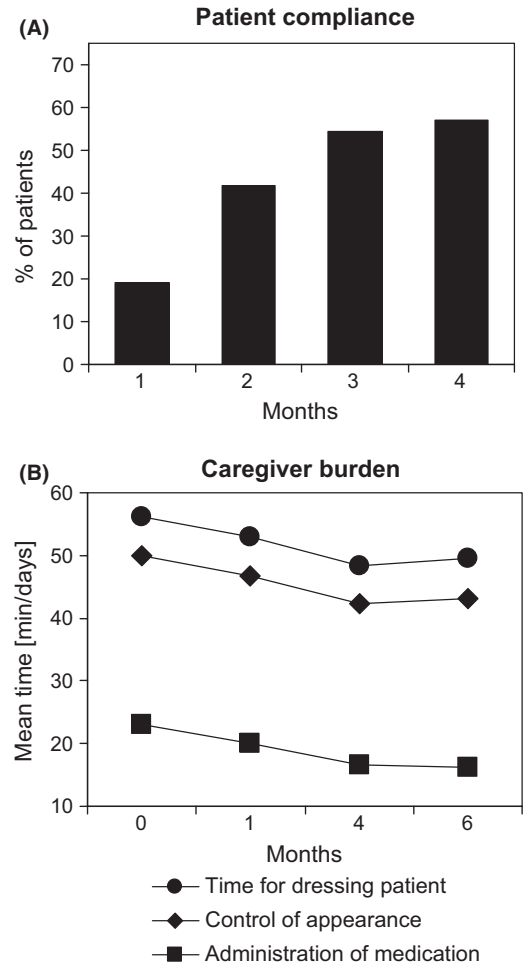 (A)
Patient compliance
% of patients
70
60
50
40
30
20
10
0
1 2 3 4
Months
(B)
Caregiver burden
Mean time [min/days]
60
50
40
30
20
10
0 1 4 6
Months
Time for dressing patient
Control of appearance
Administration of medication